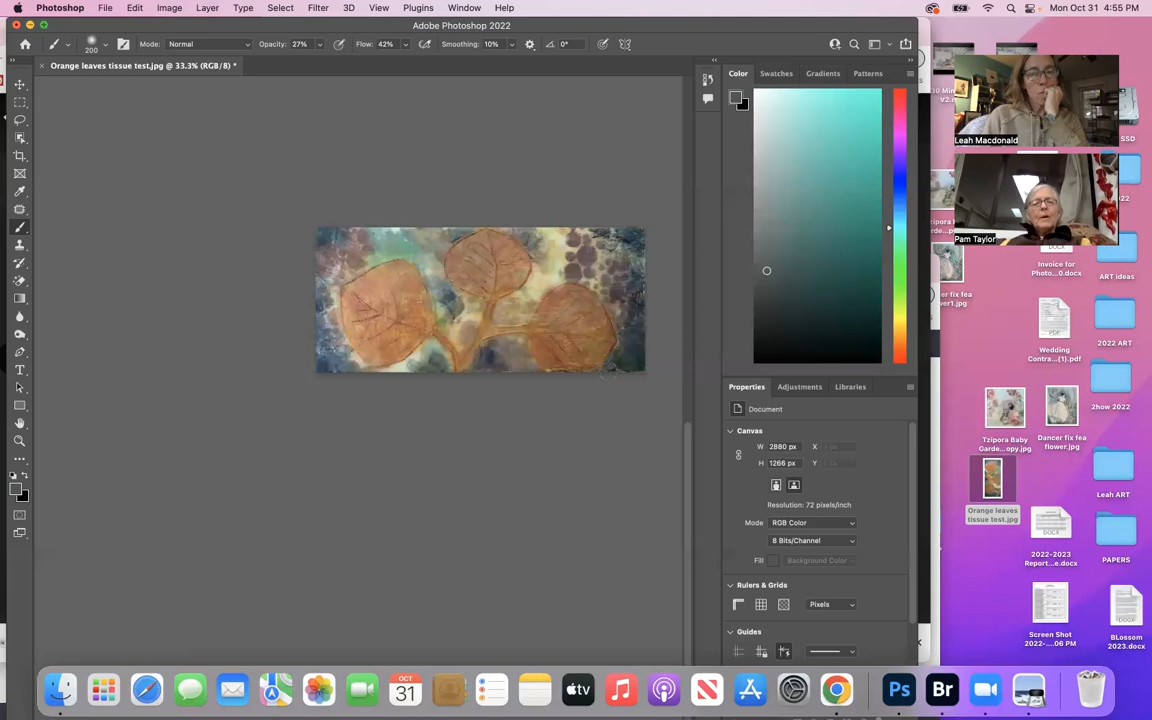 Photoshop File Edit Image Layer Type Select Filter 3D View Plugins Window Help
Mon Oct 31 4:55 PM
Adobe Photoshop 2022
200
Mode: Normal
Opacity: 27%
Flow: 42%
Smoothing: 10%
0°
Orange leaves tissue test.jpg @ 33.3% (RGB/8) *
Color Swatches Gradients Patterns
Properties Adjustments Libraries
Document
Canvas
W 2880 px X
H 1266 px Y
Resolution: 72 pixels/inch
Mode RGB Color
8 Bits/Channel
Fill Background Color
Rulers & Grids
Pixels
Guides
Leah Macdonald
Pam Taylor
SSD
Invoice for
Photo...0.docx
ART ideas
Wedding
Contra...1).pdf
2022 ART
Tzipora Baby
Garde...opy.jpg
Dancer fix fea
flower.jpg
2how 2022
Orange leaves
tissue test.jpg
2022-2023
Report...e.docx
Leah ART
PAPERS
Screen Shot
2022-...06 PM
BLossom
2023.docx
OCT
31
tv
Ps
Br